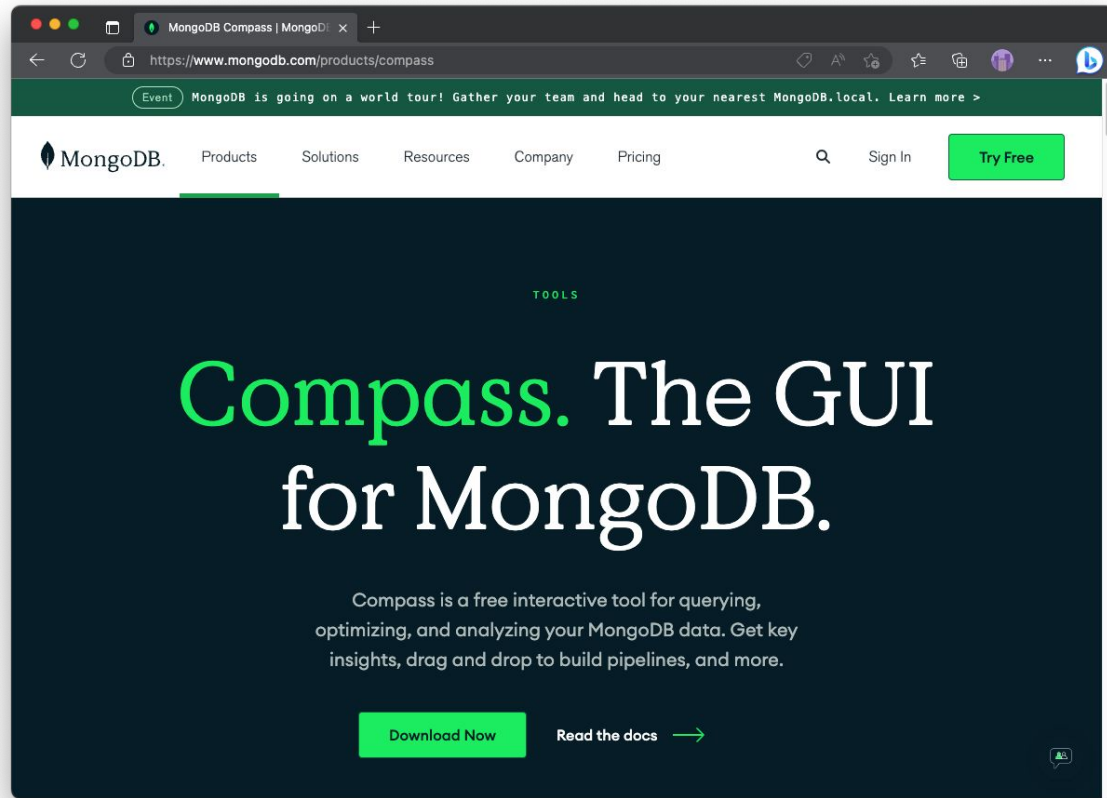 MongoDB Compass | MongoD
https://www.mongodb.com/products/compass
Event MongoDB is going on a world tour! Gather your team and head to your nearest MongoDB.local. Learn more >
MongoDB. Products Solutions Resources Company Pricing Sign In Try Free
TOOLS
Compass. The GUI
for MongoDB.
Compass is a free interactive tool for querying,
optimizing, and analyzing your MongoDB data. Get key
insights, drag and drop to build pipelines, and more.
Download Now Read the docs